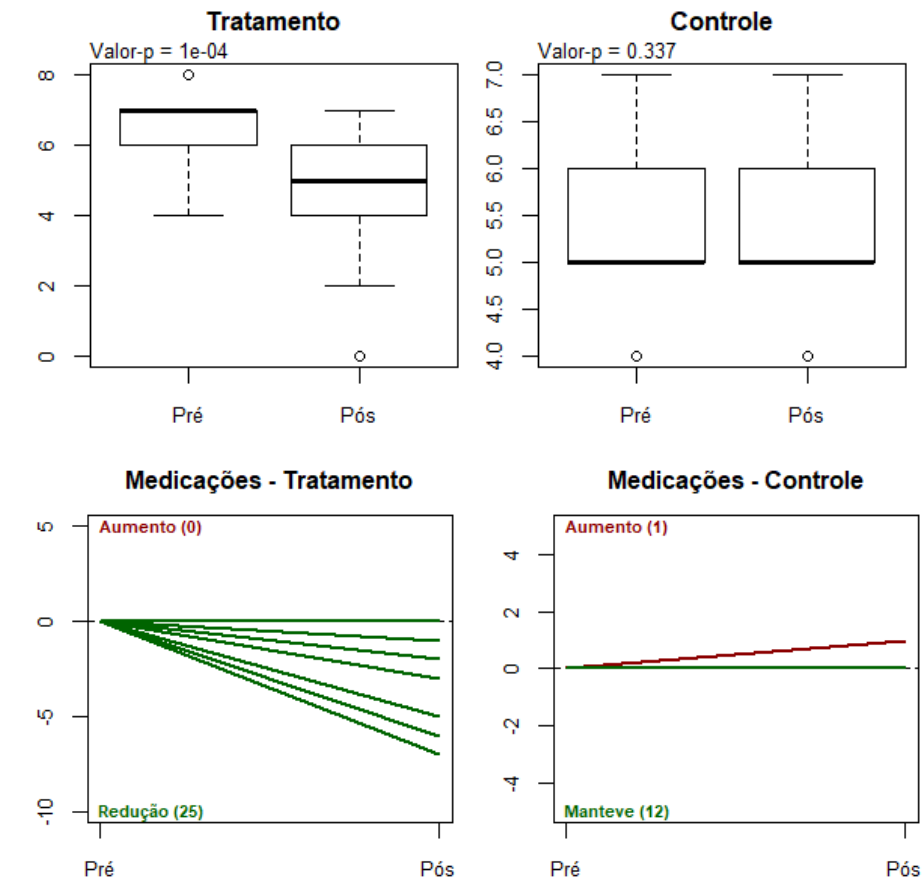 Tratamento
Valor-p = 1e-04
8
6
4
2
0
Pré Pós
Controle
Valor-p = 0.337
7.0
6.5
6.0
5.5
5.0
4.5
4.0
Pré Pós
Medicações - Tratamento
5
0
-5
-10
Aumento (0)
Redução (25)
Pré Pós
Medicações - Controle
4
2
0
-2
-4
Aumento (1)
Manteve (12)
Pré Pós